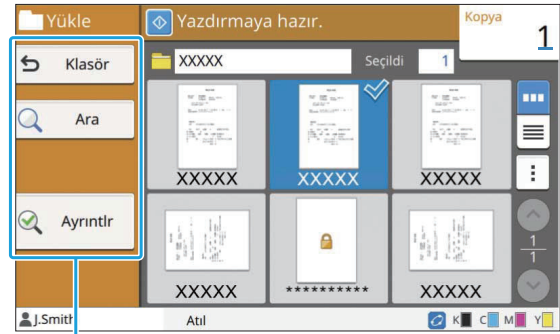 Yükle
Yazdırmaya hazır.
Kopya
1
Klasör
XXXXX
Seçildi
1
Ara
XXXXX
XXXXX
XXXXX
Ayrıntlr
1
1
XXXXX
**********
XXXXX
J.Smith
Atıl
K C M Y